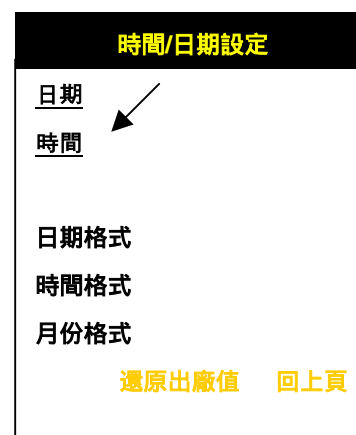 時間/日期設定
日期
時間
日期格式
時間格式
月份格式
還原出廠值 回上頁